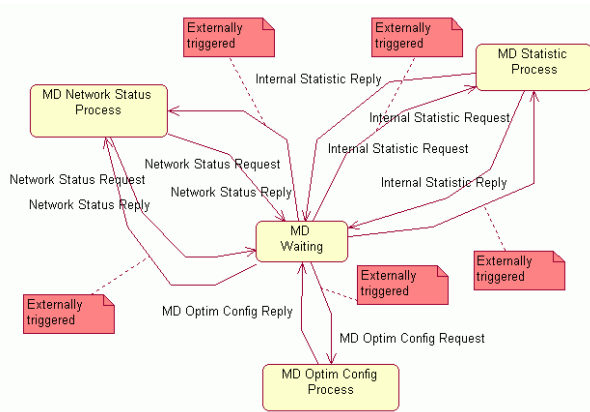 Externally
triggered
Externally
triggered
MD Statistic
Process
Internal Statistic Reply
MD Network Status
Process
Internal Statistic Request
Internal Statistic Request
Network Status Request
Network Status Request
Internal Statistic Reply
Network Status Reply
Network Status Reply
MD
Waiting
Externally
triggered
Externally
triggered
Externally
triggered
MD Optim Config Reply
MD Optim Config Request
MD Optim Config
Process